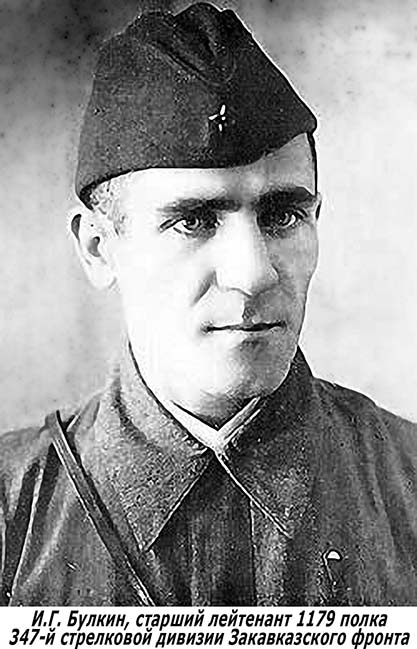 И.Г. Булкин, старший лейтенант 1179 полка
347-й стрелковой дивизии Закавказского фронта